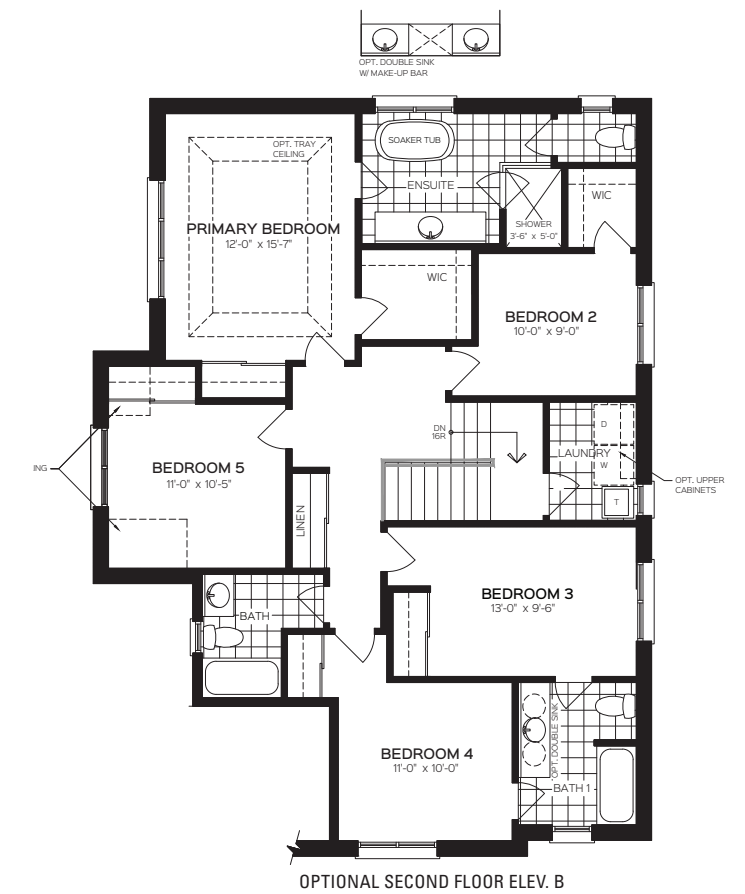 OPT. DOUBLE SINK
W/ MAKE-UP BAR
OPT. TRAY
CEILING
SOAKER TUB
ENSUITE
PRIMARY BEDROOM
12'-0" x 15'-7"
SHOWER
3'-6" x 5'-0"
WIC
WIC
BEDROOM 2
10'-0" x 9'-0"
DN
16R
D
LAUNDRY
W
T
OPT. UPPER
CABINETS
ING
BEDROOM 5
11'-0" x 10'-5"
LINEN
BATH
BEDROOM 3
13'-0" x 9'-6"
BEDROOM 4
11'-0" x 10'-0"
OPT. DOUBLE SINK
BATH 1
OPTIONAL SECOND FLOOR ELEV. B